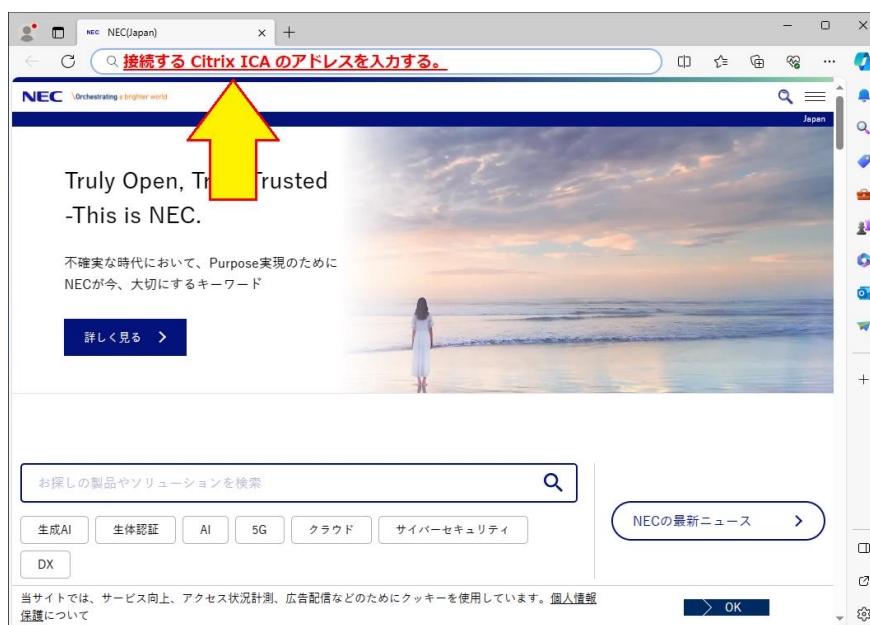 NEC NEC(Japan)
接続する Citrix ICA のアドレスを入力する。
NEC \Orchestrating a brighter world
Japan
Truly Open, Tr Trusted
-This is NEC.
不確実な時代において、Purpose実現のために
NECが今、大切にするキーワード
詳しく見る
お探しの製品やソリューションを検索
生成AI 生体認証 AI 5G クラウド サイバーセキュリティ
DX
NECの最新ニュース
当サイトでは、サービス向上、アクセス状況計測、広告配信などのためにクッキーを使用しています。個人情報
保護について
OK